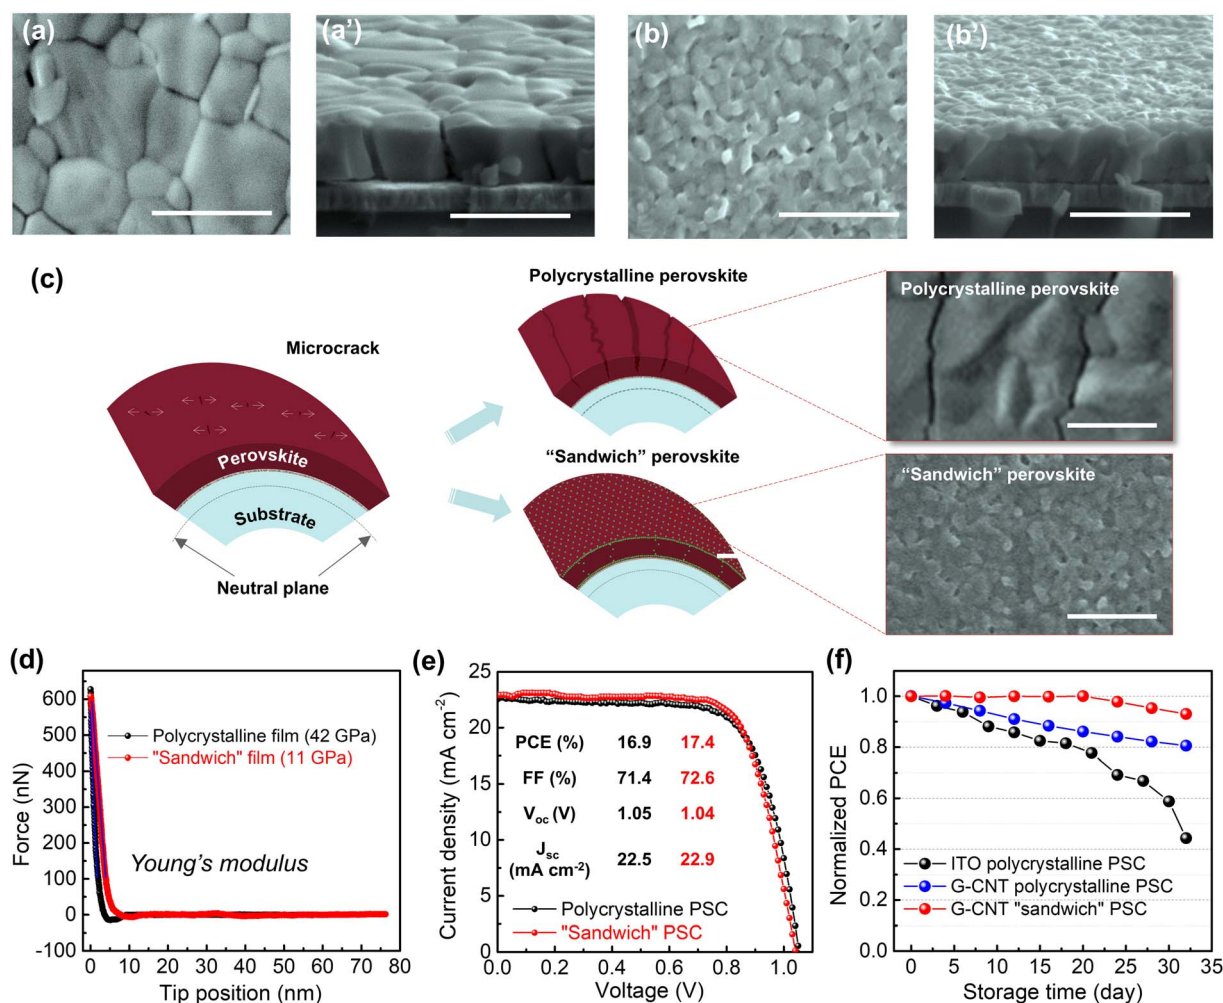 (a)
(a’)
(b)
(b’)
(c)
Microcrack
Perovskite
Substrate
Neutral plane
Polycrystalline perovskite
“Sandwich” perovskite
Polycrystalline perovskite
“Sandwich” perovskite
(d)
Force (nN)
600
500
400
300
200
100
0
-100
Polycrystalline film (42 GPa)
"Sandwich" film (11 GPa)
Young’s modulus
0 10 20 30 40 50 60 70 80
Tip position (nm)
(e)
Current density (mA cm-2)
25
23
20
18
15
13
10
8
5
3
0
PCE (%) 16.9 17.4
FF (%) 71.4 72.6
Voc (V) 1.05 1.04
Jsc
(mA cm-2) 22.5 22.9
Polycrystalline PSC
"Sandwich" PSC
0.0 0.2 0.4 0.6 0.8 1.0
Voltage (V)
(f)
Normalized PCE
1.0
0.8
0.6
0.4
0.2
0.0
ITO polycrystalline PSC
G-CNT polycrystalline PSC
G-CNT "sandwich" PSC
0 5 10 15 20 25 30 35
Storage time (day)